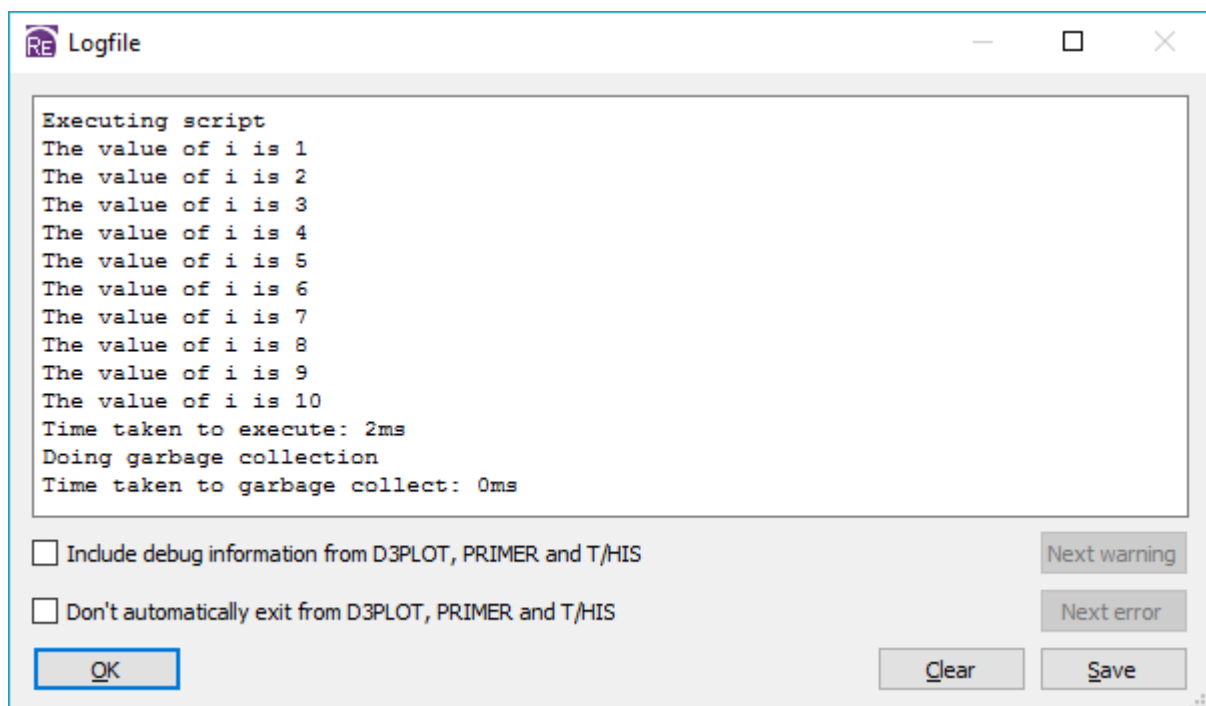 RE Logfile
Executing script
The value of i is 1
The value of i is 2
The value of i is 3
The value of i is 4
The value of i is 5
The value of i is 6
The value of i is 7
The value of i is 8
The value of i is 9
The value of i is 10
Time taken to execute: 2ms
Doing garbage collection
Time taken to garbage collect: 0ms
Include debug information from D3PLOT, PRIMER and T/HIS
Next warning
Don't automatically exit from D3PLOT, PRIMER and T/HIS
Next error
OK
Clear
Save